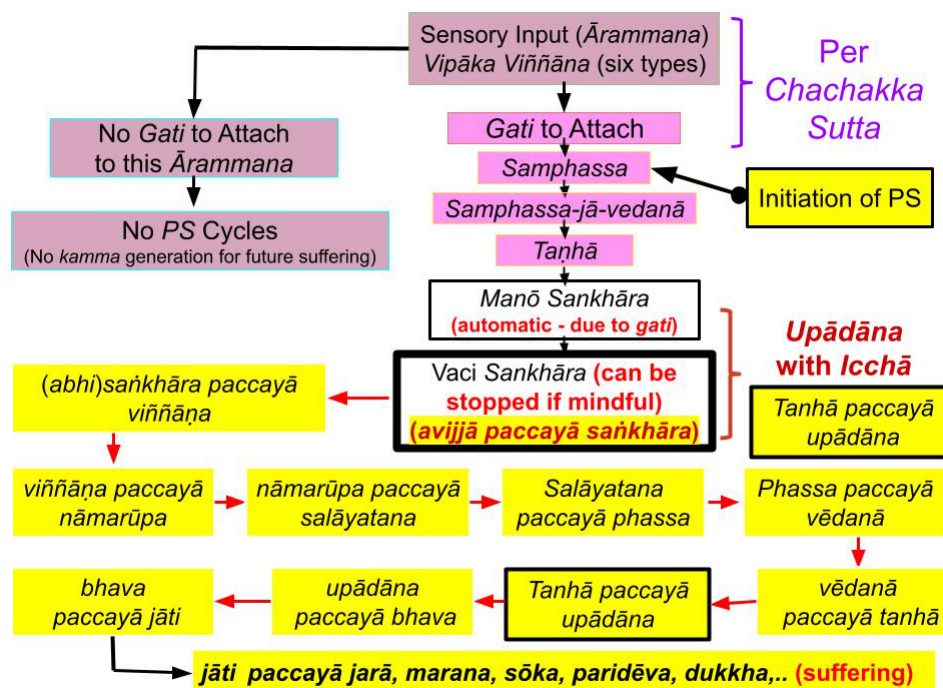 Sensory Input (Ārammana)
Vipāka Viññāna (six types)
Per
Chachakka
Sutta
No Gati to Attach
to this Ārammana
Gati to Attach
Samphassa
Initiation of PS
Samphassa-jā-vedanā
No PS Cycles
(No kamma generation for future suffering)
Taṇhā
Manō Sankhāra
(automatic - due to gati)
Upādāna
with Icchā
Vaci Sankhāra (can be
stopped if mindful)
(avijjā paccayā saṅkhāra)
(abhi)saṅkhāra paccayā
viññāṇa
Tanhā paccayā
upādāna
viññāṇa paccayā
nāmarūpa
nāmarūpa paccayā
salāyatana
Salāyatana
paccayā phassa
Phassa paccayā
vēdanā
bhava
paccayā jāti
upādāna
paccayā bhava
Tanhā paccayā
upādāna
vēdanā
paccayā tanhā
jāti paccayā jarā, marana, sōka, paridēva, dukkha,.. (suffering)